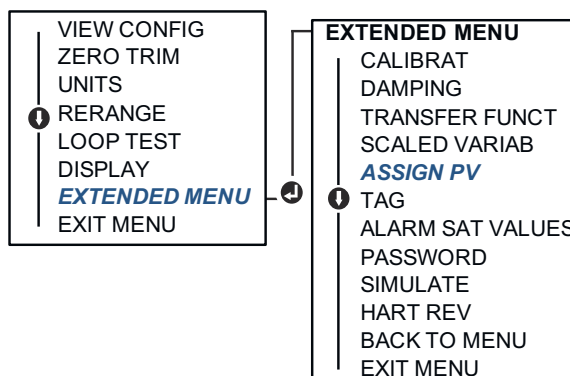 VIEW CONFIG
ZERO TRIM
UNITS
RERANGE
LOOP TEST
DISPLAY
EXTENDED MENU
EXIT MENU
EXTENDED MENU
CALIBRAT
DAMPING
TRANSFER FUNCT
SCALED VARIAB
ASSIGN PV
TAG
ALARM SAT VALUES
PASSWORD
SIMULATE
HART REV
BACK TO MENU
EXIT MENU